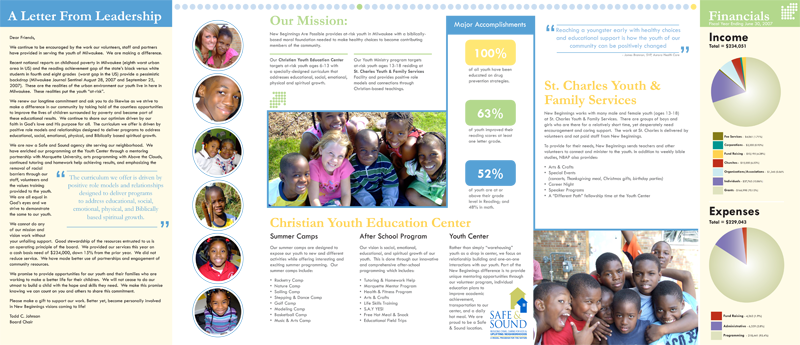 A Letter From Leadership
Dear Friends,
We continue to be encouraged by the work our volunteers, staff and partners
have provided in serving the youth of Milwaukee. We are making a difference.
Recent national reports on childhood poverty in Milwaukee (eighth worst urban
area in US) and the reading achievement gap of the state's black versus white
students in fourth and eight grades (worst gap in the US) provide a pessimistic
backdrop (Milwaukee Journal Sentinel August 28, 2007 and September 25,
2007). These are the realities of the urban environment our youth live in here in
Milwaukee. These realities put the youth "at-risk".
We renew our longtime commitment and ask you to do likewise as we strive to
make a difference in our community by taking hold of the countless opportunities
to improve the lives of children surrounded by poverty and become part of
these educational results. We continue to share our optimism driven by our
faith in God's love and His purpose for all. The curriculum we offer is driven by
positive role models and relationships designed to deliver programs to address
educational, social, emotional, physical, and Biblically based spiritual growth.
We are now a Safe and Sound agency site serving our neighborhood. We
have enriched our programming at the Youth Center through a mentoring
partnership with Marquette University, arm programming with Above the Clouds,
continued tutoring and homework help achieving results, and emphasizing the
removal of
social barriers
through our
staff, volunteers and
the values training
provided to the youth.
We are all equal in
God's eyes and we
strive to demonstrate
the same to our youth.
“ The curriculum we offer is driven by
positive role models and relationships
designed to deliver programs
to address educational, social,
emotional, physical, and Biblically
based spiritual growth. ”
We cannot do any
of our mission and
vision work without
your unfailing support. Good stewardship of the resources entrusted to us is
an operating principle of the board. We provided our services this year on
a cash basis need of $234,000, down 13% from the prior year. We did not
reduce service. We have made better use of partnerships and engagement of
community resources.
We promise to provide opportunities for our youth and their families who are
working to make a better life for their children. We will not cease to do our
utmost to build a child with the hope and skills they need. We make this promise
knowing we can count on you and others to share this commitment.
Please make a gift to support our work. Better yet, become personally involved
in New Beginnings visions coming to life!
Todd C. Johnson
Board Chair
Our Mission:
New Beginnings Are Possible provides at-risk youth in Milwaukee with a biblically-
based moral foundation needed to make healthy choices to become contributing
members of the community.
Our Christian Youth Education Center
targets at-risk youth ages 6-13 with
a specially-designed curriculum that
addresses educational, social, emotional,
physical and spiritual growth.
Our Youth Ministry program targets
at-risk youth ages 13-18 residing at
St. Charles Youth & Family Services
Facility and provides positive role
models and connections through
Christian-based teachings.
Christian Youth Education Center
Summer Camps
Our summer camps are designed to
expose our youth to new and different
activities while offering interesting and
exciting summer programming. Our
summer camps include:
• Rocketry Camp
• Nature Camp
• Sailing Camp
• Stepping & Dance Camp
• Golf Camp
• Modeling Camp
• Basketball Camp
• Music & Arts Camp
After School Program
Our vision is social, emotional,
educational, and spiritual growth of our
youth. This is done through our innovative
and comprehensive after-school
programming which includes:
• Tutoring & Homework Help
• Marquette Mentor Program
• Health & Fitness Program
• Arts & Crafts
• Life Skills Training
• S.A.V YES!
• Free Hot Meal & Snack
• Educational Field Trips
Youth Center
Rather than simply "warehousing"
youth as a drop in center, we focus on
relationship building and one-on-one
interactions with our youth. Part of the
New Beginnings difference is to provide
unique mentoring opportunities through
our volunteer program, individual
education plans to
improve academic
achievement,
transportation to our
center, and a daily
hot meal. We are
proud to be a Safe
& Sound location.
SAFE &
SOUND
Major Accomplishments
100%
of all youth have been
educated on drug
prevention strategies.
63%
of youth improved their
reading scores at least
one letter grade.
52%
of youth are at or
above their grade
level in Reading, and
48% in math.
“ Reaching a youngster early with healthy choices
and educational support is how the youth of our
community can be positively changed ”
St. Charles Youth &
Family Services
New Beginnings works with many male and female youth (ages 13-18)
at St. Charles Youth & Family Services. There are groups of boys and
girls who are there for a relatively short time, yet desperately need
encouragement and caring support. The work at St. Charles is delivered by
volunteers and not paid staff from New Beginnings.
To provide for their needs, New Beginnings sends teachers and other
volunteers to connect and minister to the youth. In addition to weekly bible
studies, NBAP also provides:
• Arts & Crafts
• Special Events
(concerts, Thanksgiving meal, Christmas gifts, birthday parties)
• Career Night
• Speaker Programs
• A "Different Path" fellowship time at the Youth Center
Financials
Fiscal Year Ending June 30, 2007
Income
Total = $234,051
Fee Services
Corporations
Fund Raising
Churches
Organizations/Associations
Individuals
Grants
Expenses
Total = $239,043
Fund Raising
Administrative
Programming